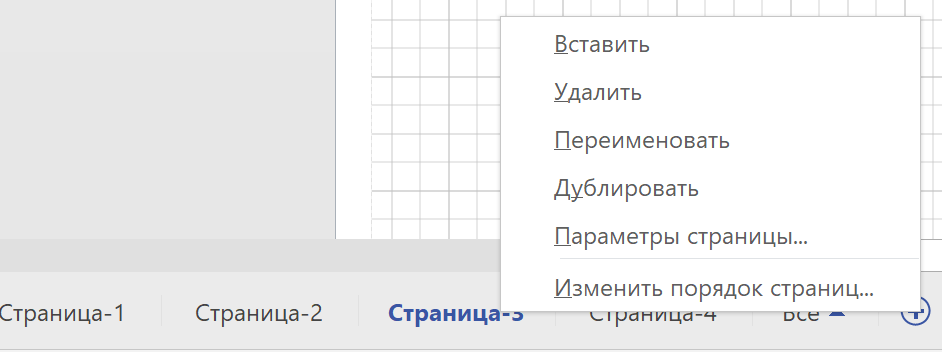 Вставить
Удалить
Переименовать
Дублировать
Параметры страницы...
Изменить порядок страниц...
Страница-1 Страница-2 Страница-3 Страница-4 Все